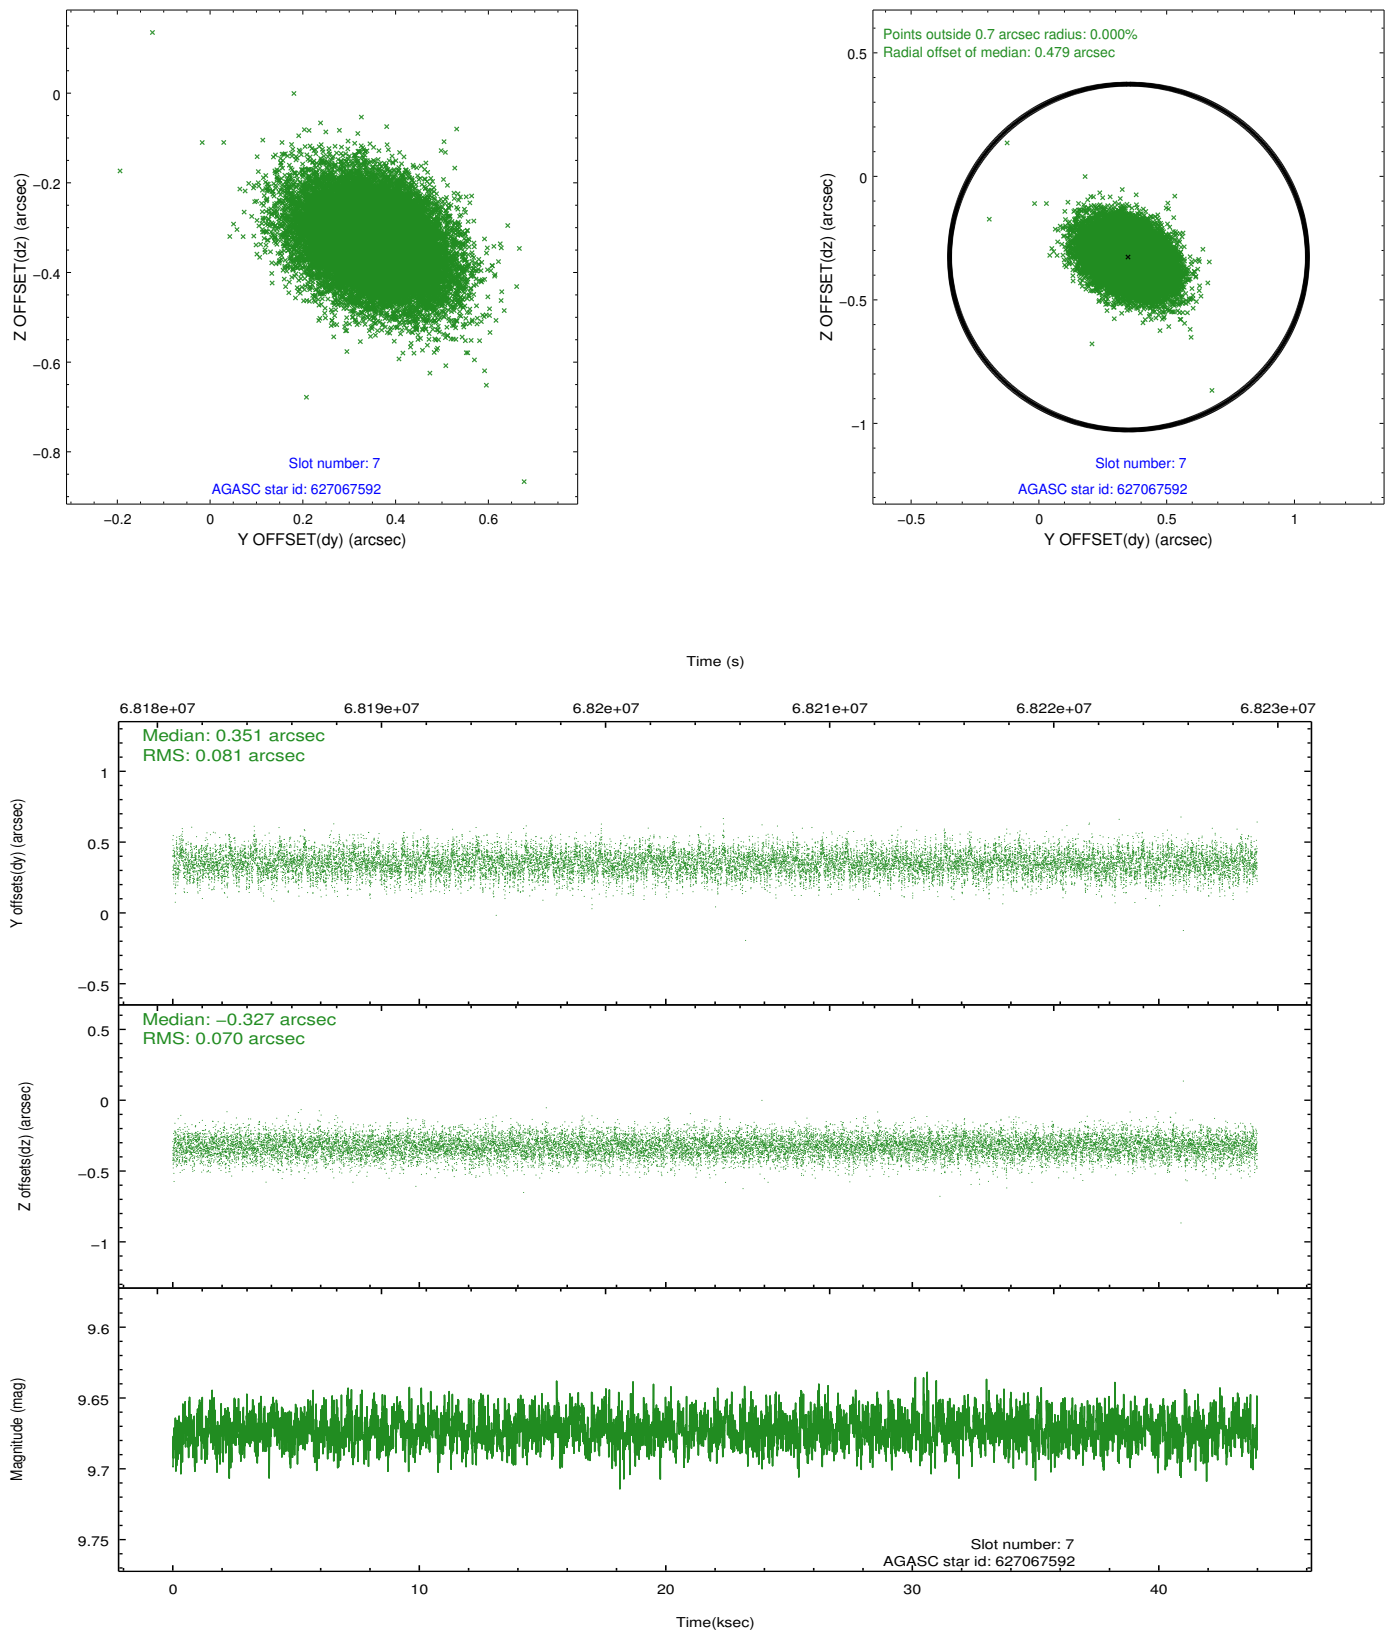 0
−0.2
−0.4
−0.6
−0.8
Z OFFSET(dz) (arcsec)
Slot number: 7
AGASC star id: 627067592
−0.2 0 0.2 0.4 0.6
Y OFFSET(dy) (arcsec)
Points outside 0.7 arcsec radius: 0.000%
Radial offset of median: 0.479 arcsec
0.5
0
−0.5
−1
Z OFFSET(dz) (arcsec)
Slot number: 7
AGASC star id: 627067592
−0.5 0 0.5 1
Y OFFSET(dy) (arcsec)
Time (s)
6.818e+07 6.819e+07 6.82e+07 6.821e+07 6.822e+07 6.823e+07
Median: 0.351 arcsec
RMS: 0.081 arcsec
1
0.5
0
−0.5
Y offsets(dy) (arcsec)
Median: −0.327 arcsec
RMS: 0.070 arcsec
0.5
0
−0.5
−1
Z offsets(dz) (arcsec)
9.6
9.65
9.7
9.75
Magnitude (mag)
Slot number: 7
AGASC star id: 627067592
0 10 20 30 40
Time(ksec)